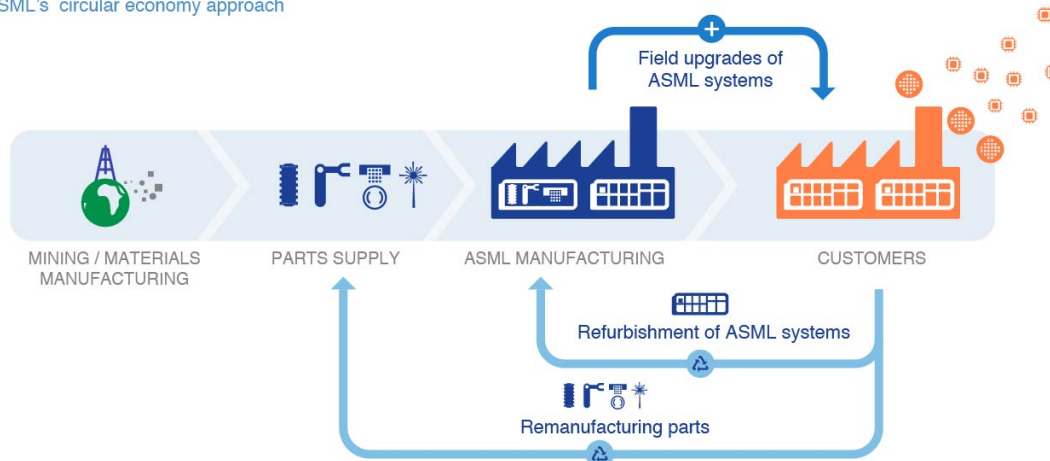 SML's circular economy approach
Field upgrades of
ASML systems
MINING / MATERIALS
MANUFACTURING
PARTS SUPPLY
ASML MANUFACTURING
CUSTOMERS
Refurbishment of ASML systems
Remanufacturing parts